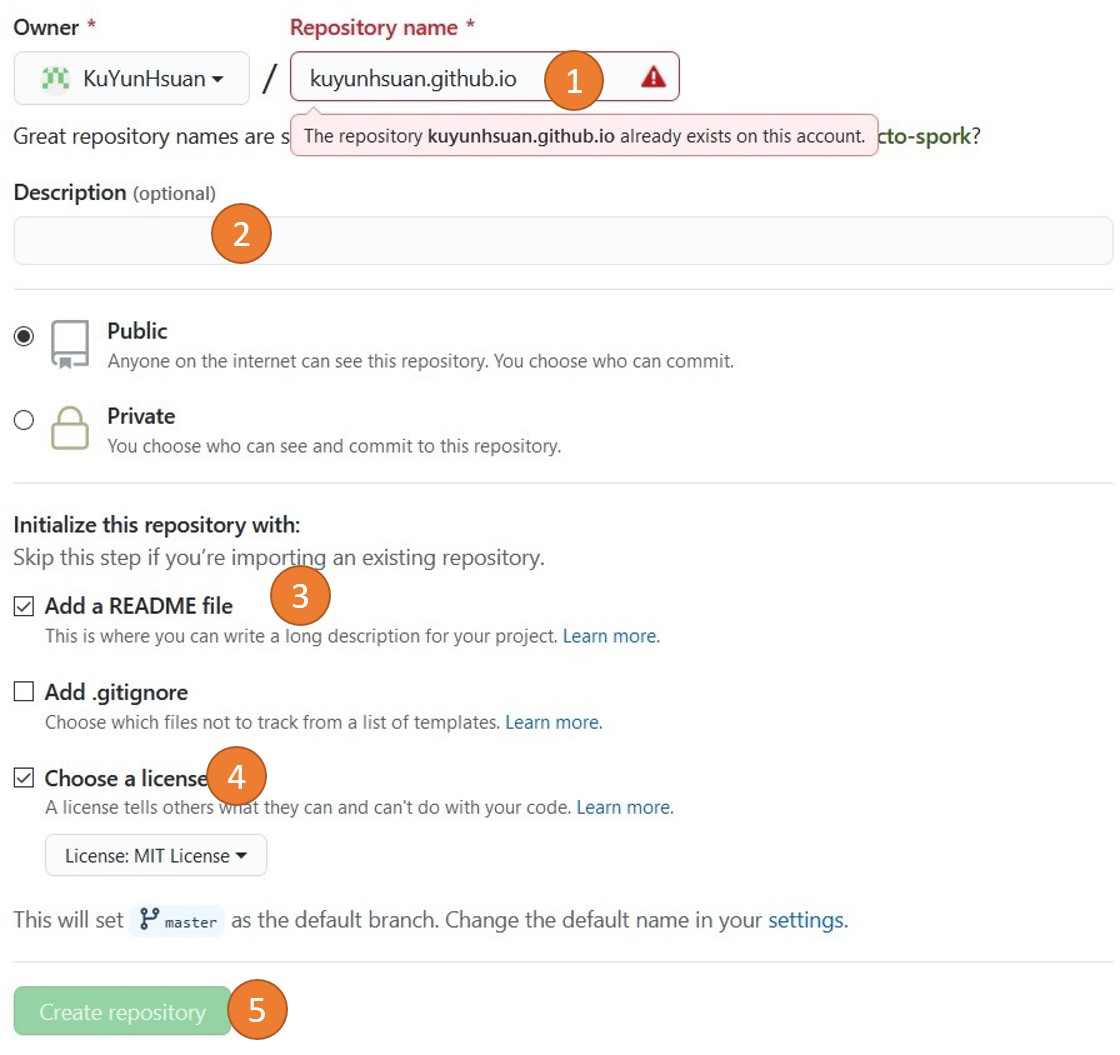 Owner * Repository name *
KuYunHsuan / kuyunhsuan.github.io 1
Great repository names are s The repository kuyunhsuan.github.io already exists on this account. cto-spork?
Description (optional)
2
Public
Anyone on the internet can see this repository. You choose who can commit.
Private
You choose who can see and commit to this repository.
Initialize this repository with:
Skip this step if you’re importing an existing repository.
Add a README file 3
This is where you can write a long description for your project. Learn more.
Add .gitignore
Choose which files not to track from a list of templates. Learn more.
Choose a license 4
A license tells others what they can and can't do with your code. Learn more.
License: MIT License
This will set master as the default branch. Change the default name in your settings.
Create repository 5